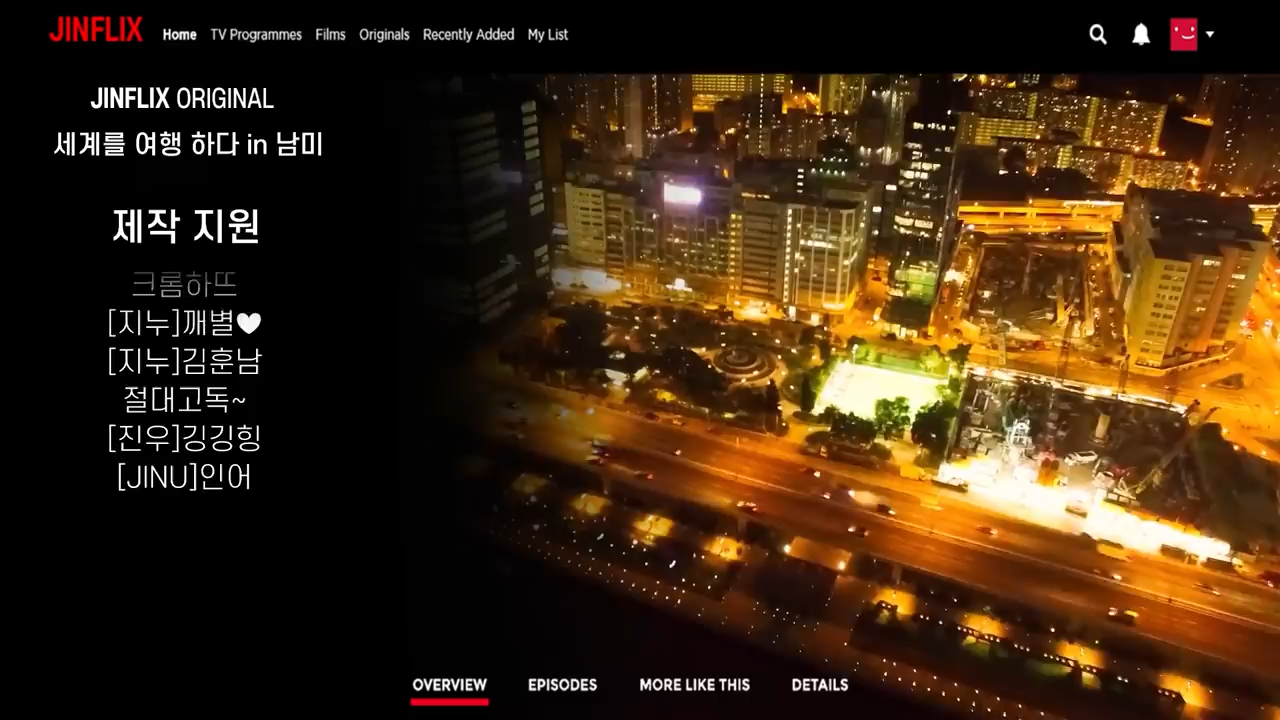 JINFLIX Home TV Programmes Films Originals Recently Added My List
JINFLIX ORIGINAL
세계를 여행 하다 in 남미
제작 지원
크롬하뜨
[지누]깨별♥
[지누]김훈남
절대고독~
[진우]깅깅힝
[JINU]인어
OVERVIEW EPISODES MORE LIKE THIS DETAILS